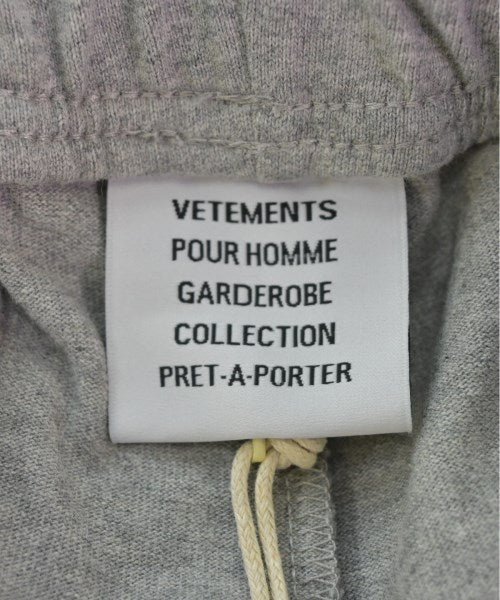 VETEMENTS
POUR HOMME
GARDEROBE
COLLECTION
PRET-A-PORTER